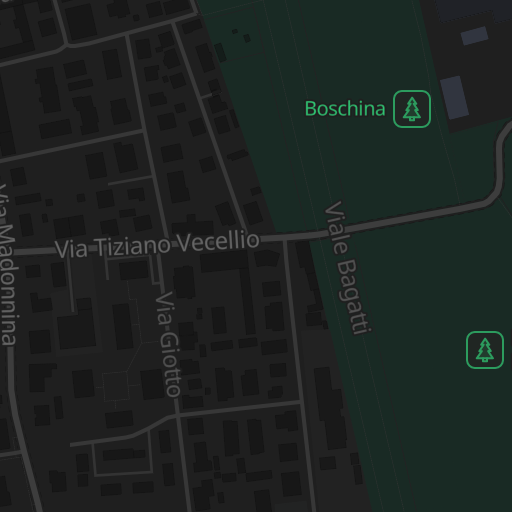 Boschina
Via Madonnina
Via Tiziano Vecellio
Viale Bagatti
Via Giotto